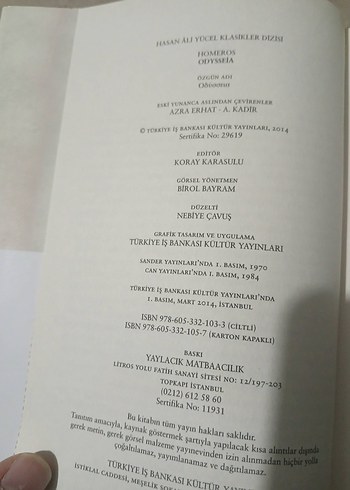 HASAN ÂLİ YÜCEL KLASİKLER DİZİSİ
HOMEROS
ODYSSEİA
ÖZGÜN ADI
ESKİ YUNANCA ASLINDAN ÇEVİRENLER
AZRA ERHAT - A. KADİR
© TÜRKİYE İŞ BANKASI KÜLTÜR YAYINLARI, 2014
Sertifika No: 29619
EDİTÖR
KORAY KARASULU
GÖRSEL YÖNETMEN
BİROL BAYRAM
DÜZELTİ
NEBİYE ÇAVUŞ
GRAFİK TASARIM VE UYGULAMA
TÜRKİYE İŞ BANKASI KÜLTÜR YAYINLARI
SANDER YAYINLARI'NDA 1. BASIM, 1970
CAN YAYINLARI'NDA 1. BASIM, 1984
TÜRKİYE İŞ BANKASI KÜLTÜR YAYINLARI'NDA
1. BASIM, MART 2014, İSTANBUL
ISBN 978-605-332-103-3 (CİLTLİ)
ISBN 978-605-332-105-7 (KARTON KAPAKLI)
BASKI
YAYLACIK MATBAACILIK
LİTROS YOLU FATİH SANAYİ SİTESİ NO: 12/197-203
TOPKAPI İSTANBUL
(0212) 612 58 60
Sertifika No: 11931
Bu kitabın tüm yayın hakları saklıdır.
Tanıtım amacıyla, kaynak göstermek şartıyla yapılacak kısa alıntılar dışında
gerek metin, gerek görsel malzeme yayınevinden izin alınmadan hiçbir yolla
çoğaltılamaz, yayımlanamaz ve dağıtılamaz.
TÜRKİYE İŞ BANKASI KÜLTÜR
İSTİKLAL CADDESİ, MEŞELİK